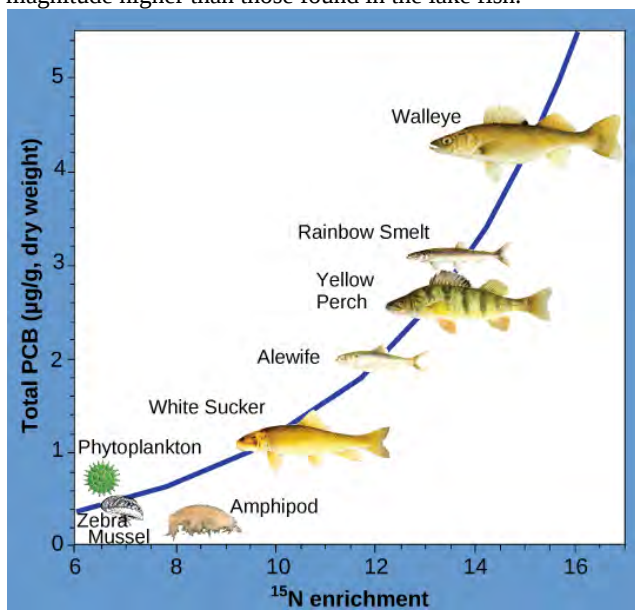 magnitude higher than those found in the lake fish.
Total PCB (µg/g, dry weight)
5
4
3
2
1
0
Walleye
Rainbow Smelt
Yellow
Perch
Alewife
White Sucker
Phytoplankton
Amphipod
Zebra
Mussel
6
8
10
12
14
16
¹⁵N enrichment